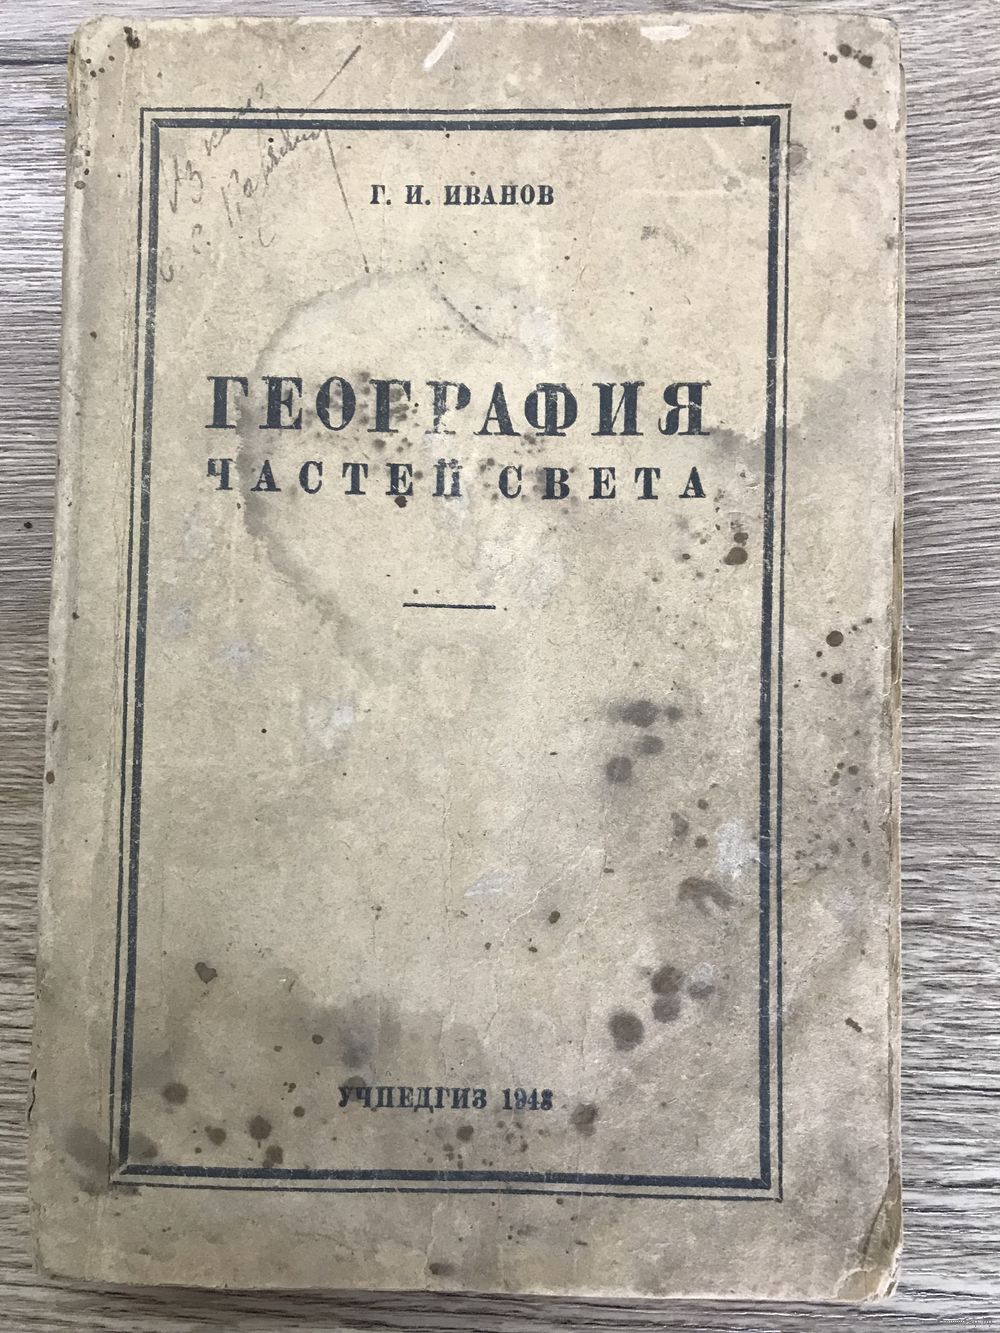 Г. И. ИВАНОВ
ГЕОГРАФИЯ
ЧАСТЕЙ СВЕТА
УЧПЕДГИЗ 1948